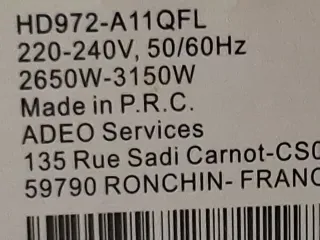 HD972-A11QFL
220-240V, 50/60Hz
2650W-3150W
Made in P.R.C.
ADEO Services
135 Rue Sadi Carnot-CS0
59790 RONCHIN- FRANC